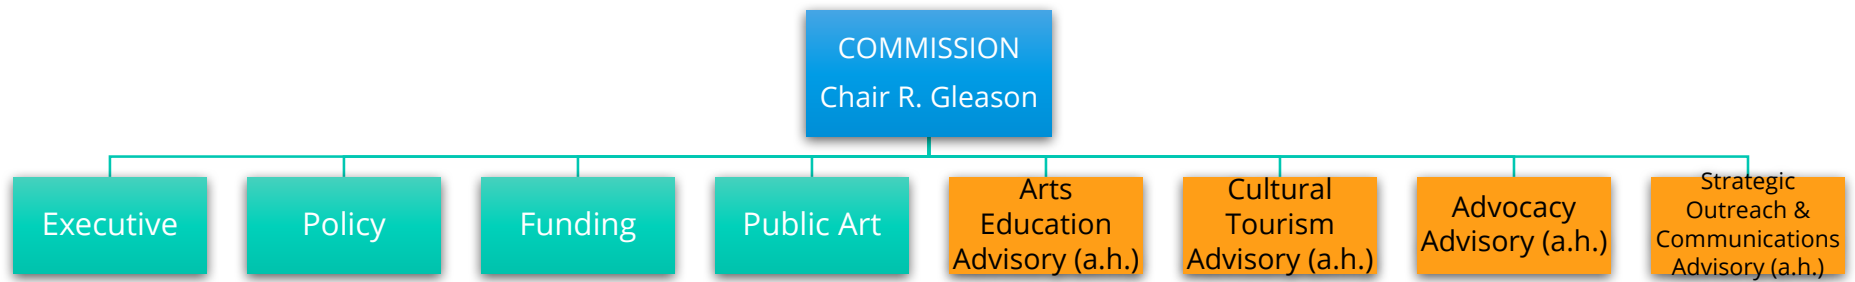 COMMISSION
Chair R. Gleason
Executive
Policy
Funding
Public Art
Arts
Education
Advisory (a.h.)
Cultural
Tourism
Advisory (a.h.)
Advocacy
Advisory (a.h.)
Strategic
Outreach &
Communications
Advisory (a.h.)